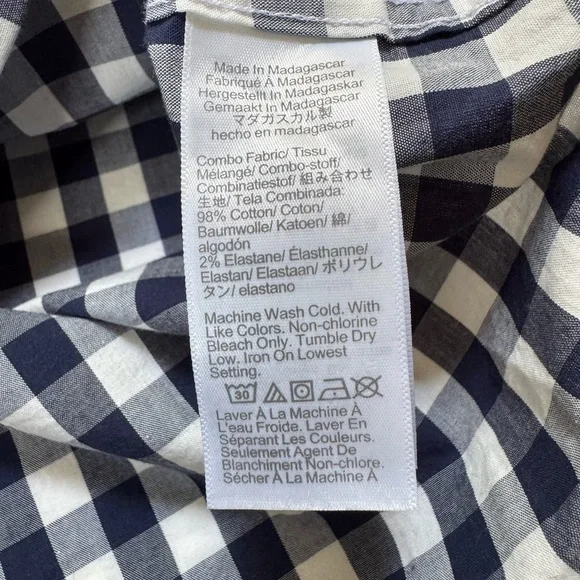 Made In Madagascar
Fabriqué À Madagascar
Hergestellt In Madagaskar
Gemaakt In Madagascar
マダガスカル製
hecho en madagascar
Combo Fabric/ Tissu
Mélangé/ Combo-stoff/
Combinatiestof/ 組み合わせ
生地/ Tela Combinada:
98% Cotton/ Coton/
Baumwolle/ Katoen/ 綿/
algodón
2% Elastane/ Élasthanne/
Elastan/ Elastaan/ ポリウレ
タン/ elastano
Machine Wash Cold. With
Like Colors. Non-chlorine
Bleach Only. Tumble Dry
Low. Iron On Lowest
Setting.
30
Laver À La Machine À
L'eau Froide. Laver En
Séparant Les Couleurs.
Seulement Agent De
Blanchiment Non-chlore.
Sécher À La Machine À